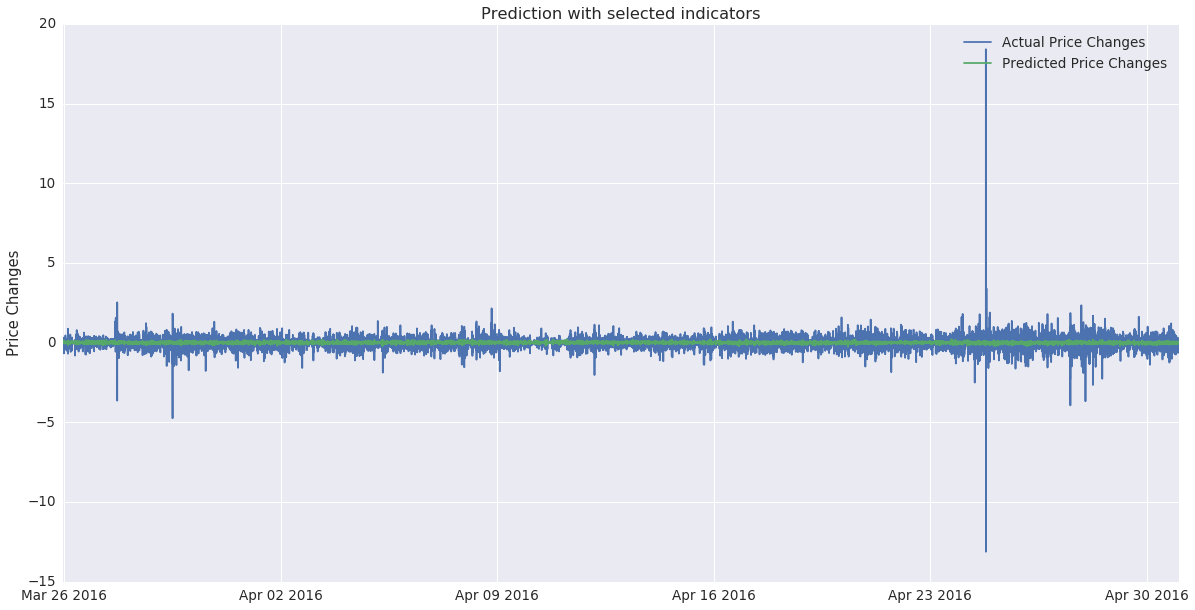 Prediction with selected indicators
20
15
10
5
0
−5
−10
−15
Price Changes
Actual Price Changes
Predicted Price Changes
Mar 26 2016
Apr 02 2016
Apr 09 2016
Apr 16 2016
Apr 23 2016
Apr 30 2016